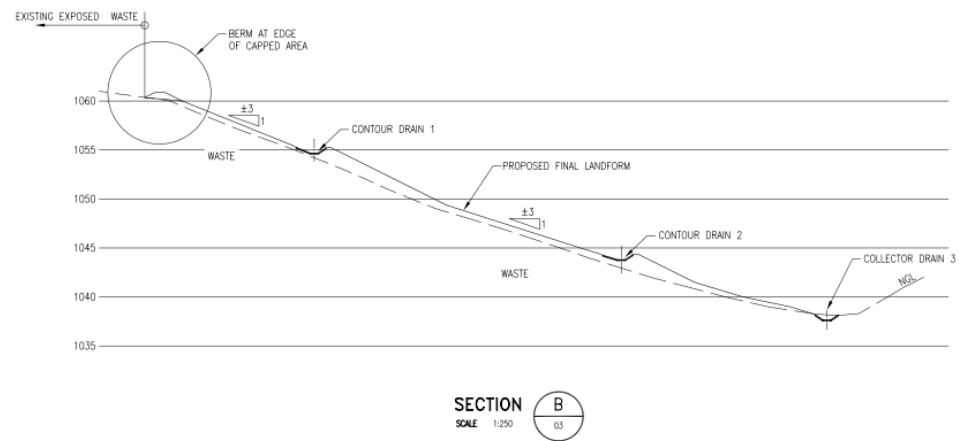 EXISTING EXPOSED WASTE
BERM AT EDGE
OF CAPPED AREA
1060
±3
1
CONTOUR DRAIN 1
1055
WASTE
PROPOSED FINAL LANDFORM
1050
±3
1
CONTOUR DRAIN 2
1045
WASTE
COLLECTOR DRAIN 3
NGL
1040
1035
SECTION
SCALE 1:250
B
03